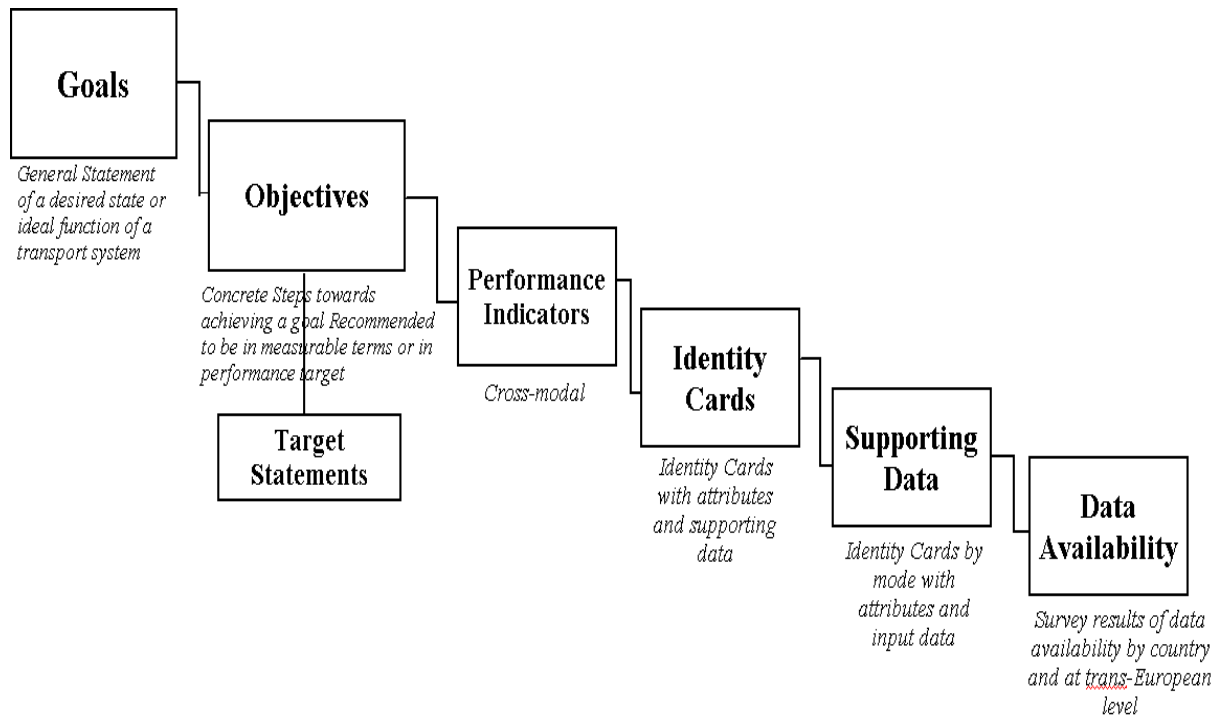 Goals
General Statement
of a desired state or
ideal function of a
transport system
Objectives
Concrete Steps towards
achieving a goal Recommended
to be in measurable terms or in
performance target
Target
Statements
Performance
Indicators
Cross-modal
Identity
Cards
Identity Cards
with attributes
and supporting
data
Supporting
Data
Identity Cards by
mode with
attributes and
input data
Data
Availability
Survey results of data
availability by country
and at trans-European
level